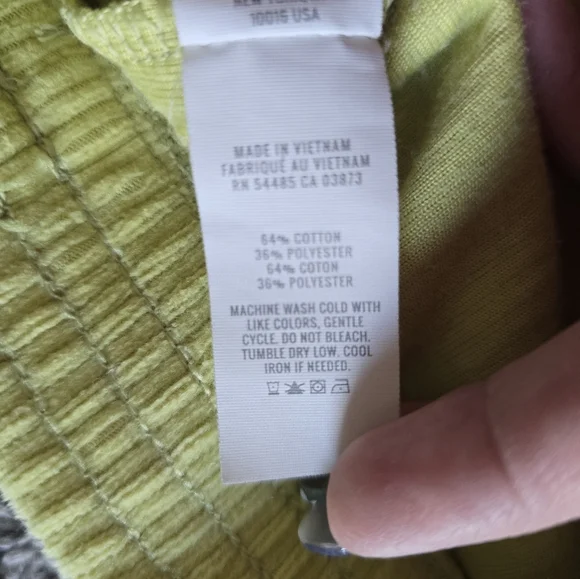 10016 USA
MADE IN VIETNAM
FABRIQUÉ AU VIETNAM
RN 54485 CA 03873
64% COTTON
36% POLYESTER
64% COTON
36% POLYESTER
MACHINE WASH COLD WITH
LIKE COLORS, GENTLE
CYCLE. DO NOT BLEACH.
TUMBLE DRY LOW. COOL
IRON IF NEEDED.